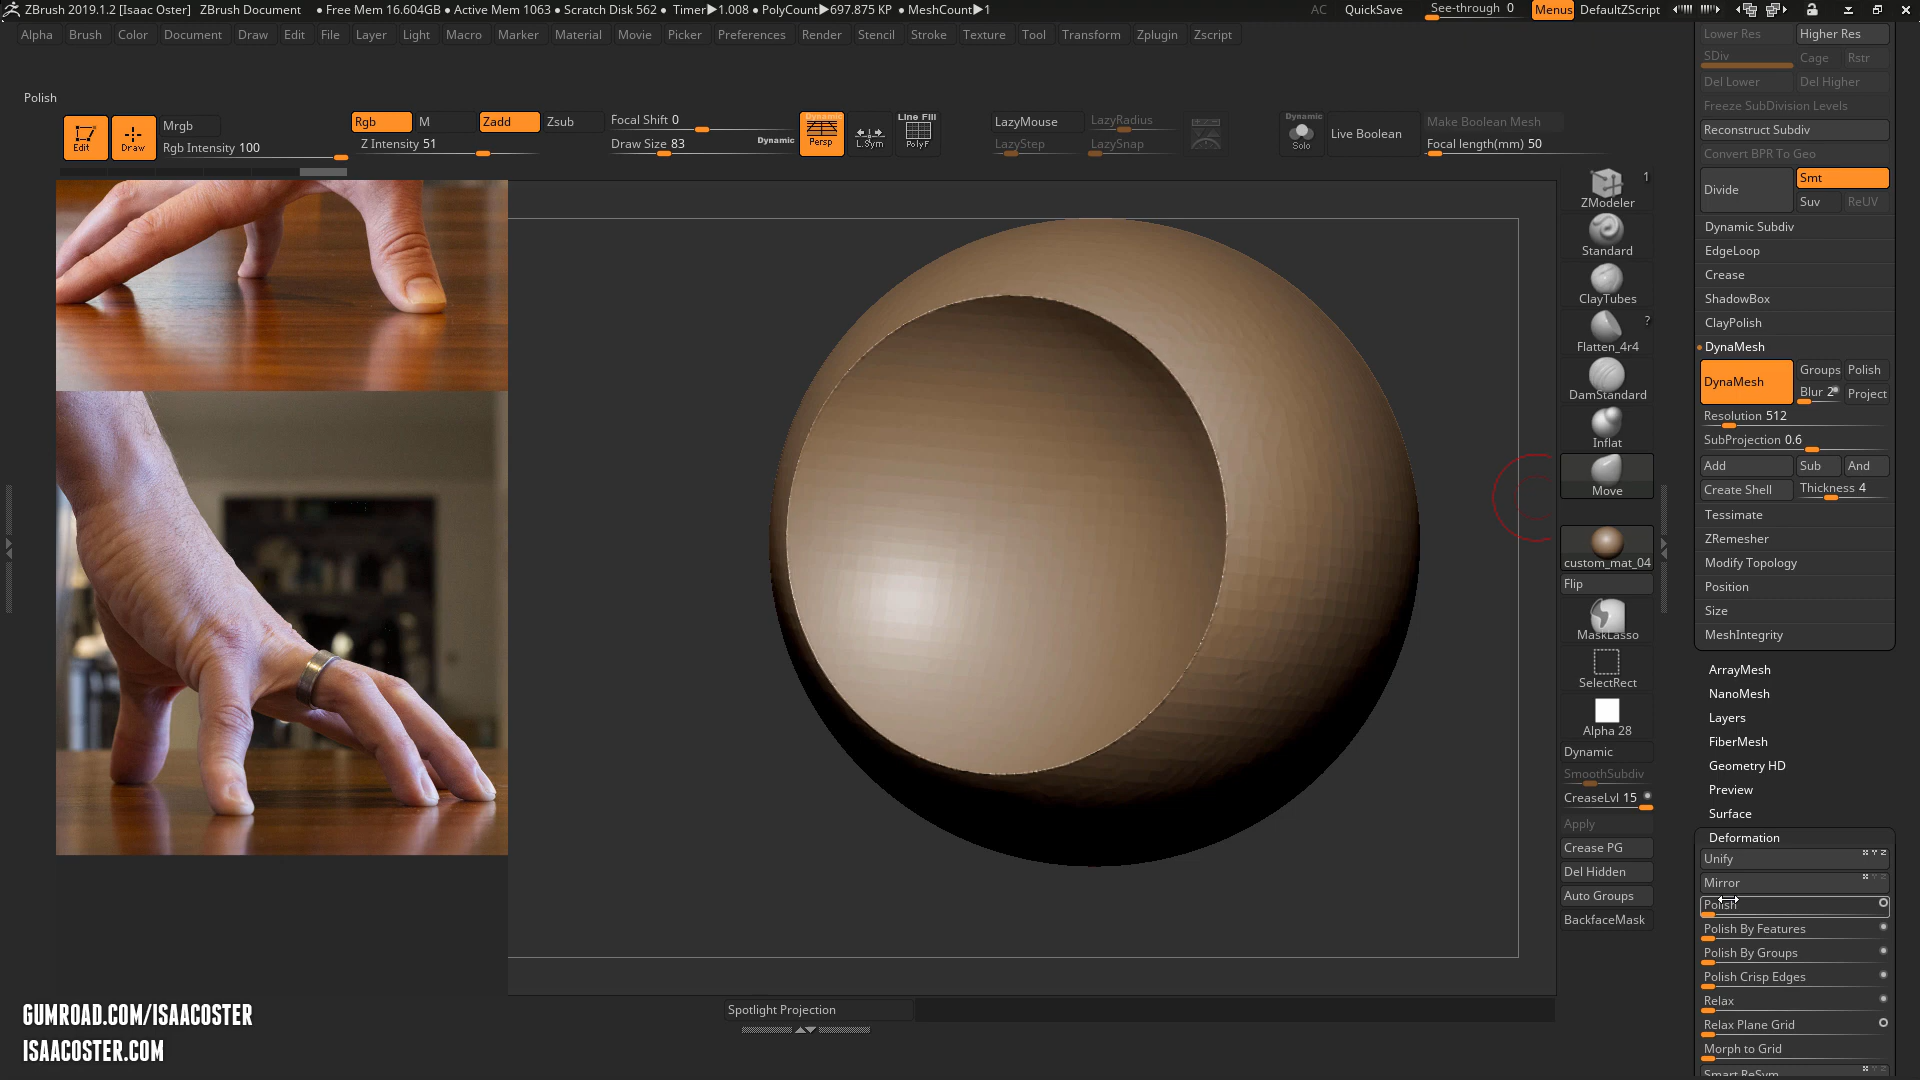 ZBrush 2019.1.2 [Isaac Oster] ZBrush Document • Free Mem 16.604GB • Active Mem 1063 • Scratch Disk 562 • Timer▶1.008 • PolyCount▶697.875 KP • MeshCount▶1 AC QuickSave See-through 0 Menus DefaultZScript
Alpha Brush Color Document Draw Edit File Layer Light Macro Marker Material Movie Picker Preferences Render Stencil Stroke Texture Tool Transform Zplugin Zscript
Polish
Edit Draw
Mrgb
Rgb Intensity 100
Rgb M Zadd Zsub
Z Intensity 51
Focal Shift 0
Draw Size 83 Dynamic
Dynamic
Persp
L.Sym
Line Fill
PolyF
LazyMouse LazyRadius
LazyStep LazySnap
Dynamic
Solo
Live Boolean
Make Boolean Mesh
Focal length(mm) 50
1
ZModeler
Standard
ClayTubes
?
Flatten_4r4
DamStandard
Inflat
Move
custom_mat_04
Flip
MaskLasso
SelectRect
Alpha 28
Dynamic
SmoothSubdiv
CreaseLvl 15
Apply
Crease PG
Del Hidden
Auto Groups
BackfaceMask
Lower Res Higher Res
SDiv Cage Rstr
Del Lower Del Higher
Freeze SubDivision Levels
Reconstruct Subdiv
Convert BPR To Geo
Divide Smt
Suv ReUV
Dynamic Subdiv
EdgeLoop
Crease
ShadowBox
ClayPolish
DynaMesh
DynaMesh Groups Polish
Blur 2 Project
Resolution 512
SubProjection 0.6
Add Sub And
Create Shell Thickness 4
Tessimate
ZRemesher
Modify Topology
Position
Size
MeshIntegrity
ArrayMesh
NanoMesh
Layers
FiberMesh
Geometry HD
Preview
Surface
Deformation
Unify
Mirror
Polish
Polish By Features
Polish By Groups
Polish Crisp Edges
Relax
Relax Plane Grid
Morph to Grid
Smart ReSym
Spotlight Projection
GUMROAD.COM/ISAACOSTER
ISAACOSTER.COM